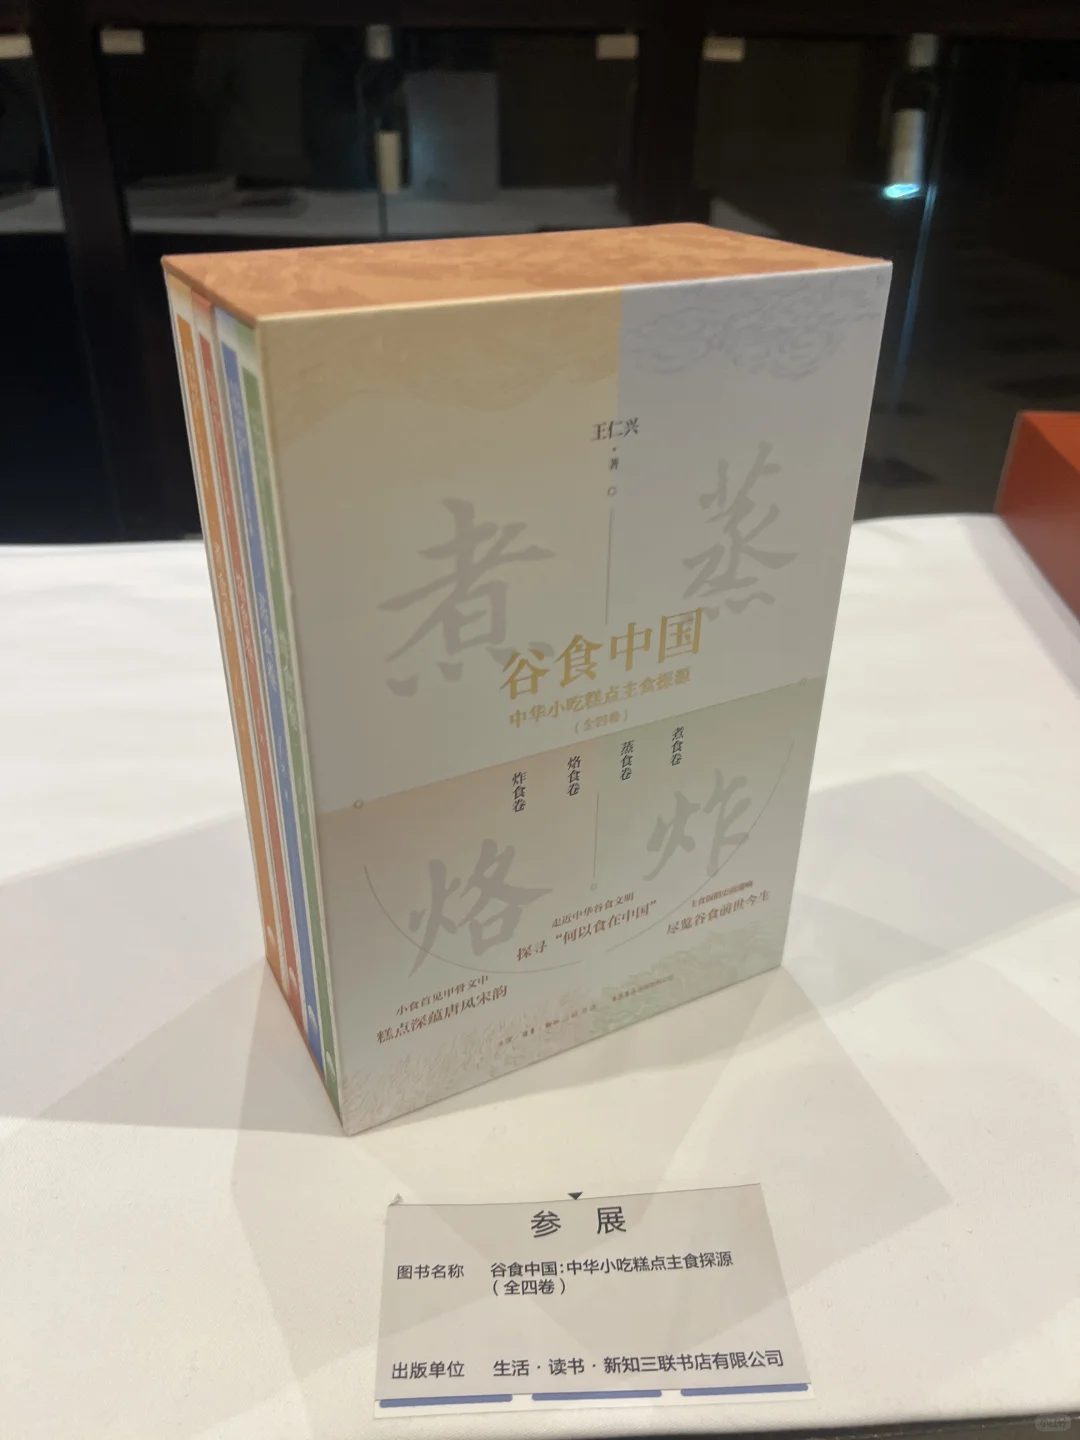 王仁兴
著
煮
蒸
谷食中国
中华小吃糕点主食探源
(全四卷)
煮食卷
蒸食卷
烙食卷
炸食卷
烙
炸
走近中华谷食文明
探寻“何以食在中国”
尽览谷食前世今生
小食首见甲骨文中
糕点深蕴唐风宋韵
参 展
图书名称 谷食中国:中华小吃糕点主食探源
(全四卷)
出版单位 生活·读书·新知三联书店有限公司